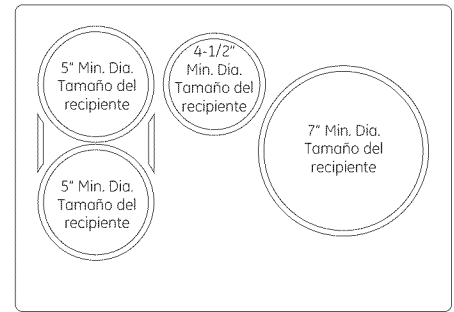 5" Min. Dia.
Tamaño del
recipiente
4-1/2"
Min. Dia.
Tamaño del
recipiente
7" Min. Dia.
Tamaño del
recipiente
5" Min. Dia.
Tamaño del
recipiente